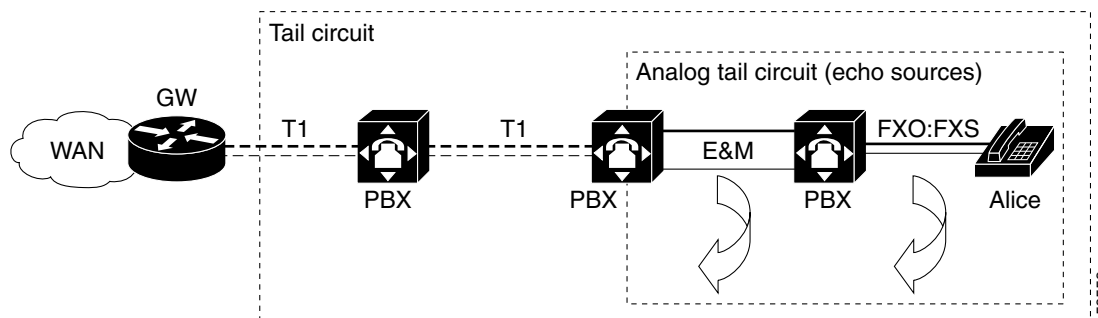 Tail circuit
Analog tail circuit (echo sources)
GW
WAN
T1
T1
E&M
FXO:FXS
PBX
PBX
PBX
Alice